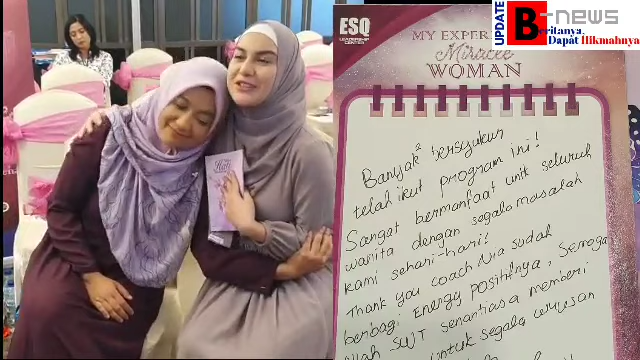 ESQ
LEADERSHIP
CENTER
MY EXPER
Miracle
WOMAN
UPDATE
B-news
Beritanya,
Dapat Hikmahnya
Banyak² bersyukur
telah ikut program ini!
Sangat bermanfaat untuk seluruh
wanita dengan segala masalah
kami sehari-hari!
Thank you coach Nia sudah
berbagi Energy positifnya, semoga
Allah SWT senantiasa memberi
untuk segala urusan